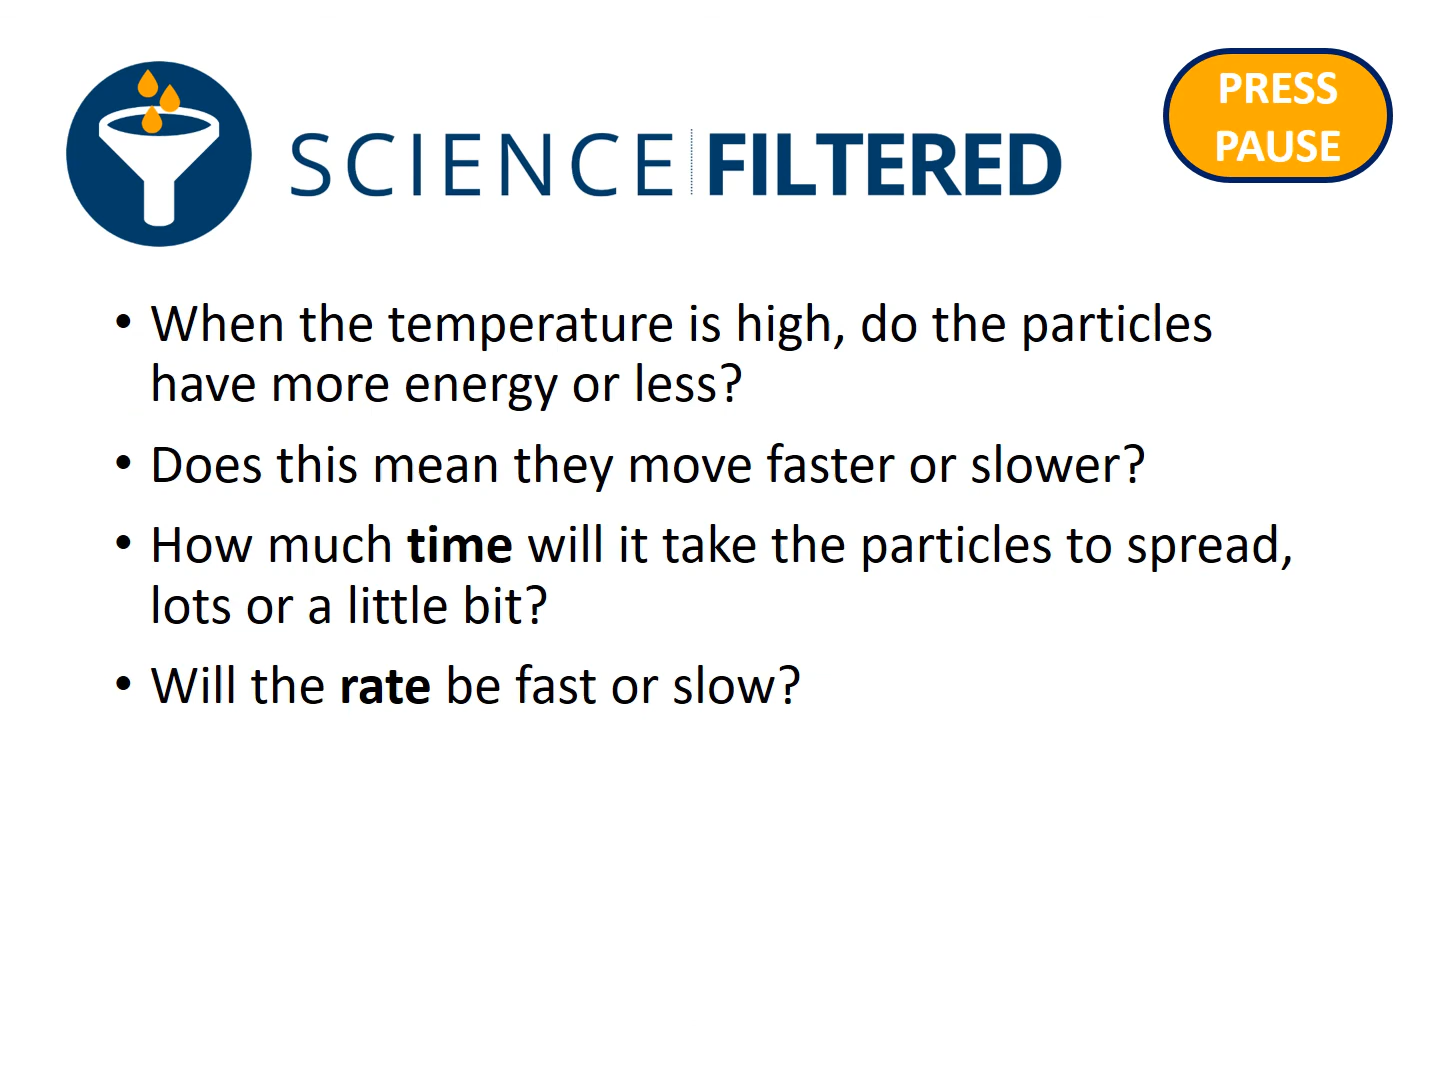 SCIENCE FILTERED
PRESS
PAUSE
• When the temperature is high, do the particles
have more energy or less?
• Does this mean they move faster or slower?
• How much time will it take the particles to spread,
lots or a little bit?
• Will the rate be fast or slow?